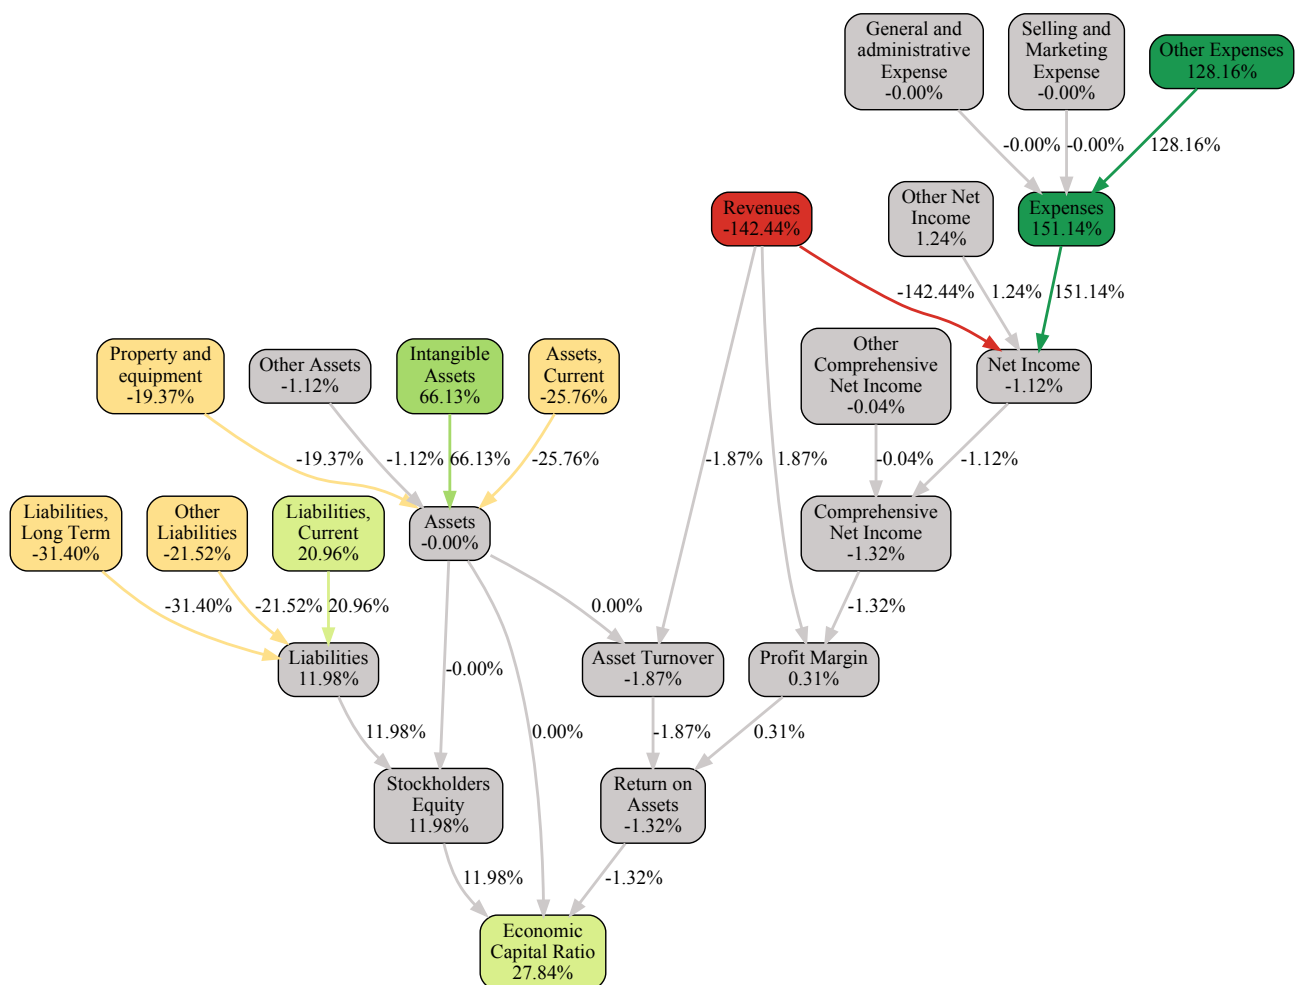 General and
administrative
Expense
-0.00%
Selling and
Marketing
Expense
-0.00%
Other Expenses
128.16%
-0.00%
-0.00%
128.16%
Revenues
-142.44%
Other Net
Income
1.24%
Expenses
151.14%
-142.44%
1.24%
151.14%
Property and
equipment
-19.37%
Other Assets
-1.12%
Intangible
Assets
66.13%
Assets,
Current
-25.76%
Other
Comprehensive
Net Income
-0.04%
Net Income
-1.12%
-19.37%
-1.12%
66.13%
-25.76%
-1.87%
1.87%
-0.04%
-1.12%
Liabilities,
Long Term
-31.40%
Other
Liabilities
-21.52%
Liabilities,
Current
20.96%
Assets
-0.00%
Comprehensive
Net Income
-1.32%
-31.40%
-21.52%
20.96%
0.00%
-1.32%
Liabilities
11.98%
-0.00%
Asset Turnover
-1.87%
Profit Margin
0.31%
11.98%
0.00%
-1.87%
0.31%
Stockholders
Equity
11.98%
Return on
Assets
-1.32%
11.98%
-1.32%
Economic
Capital Ratio
27.84%